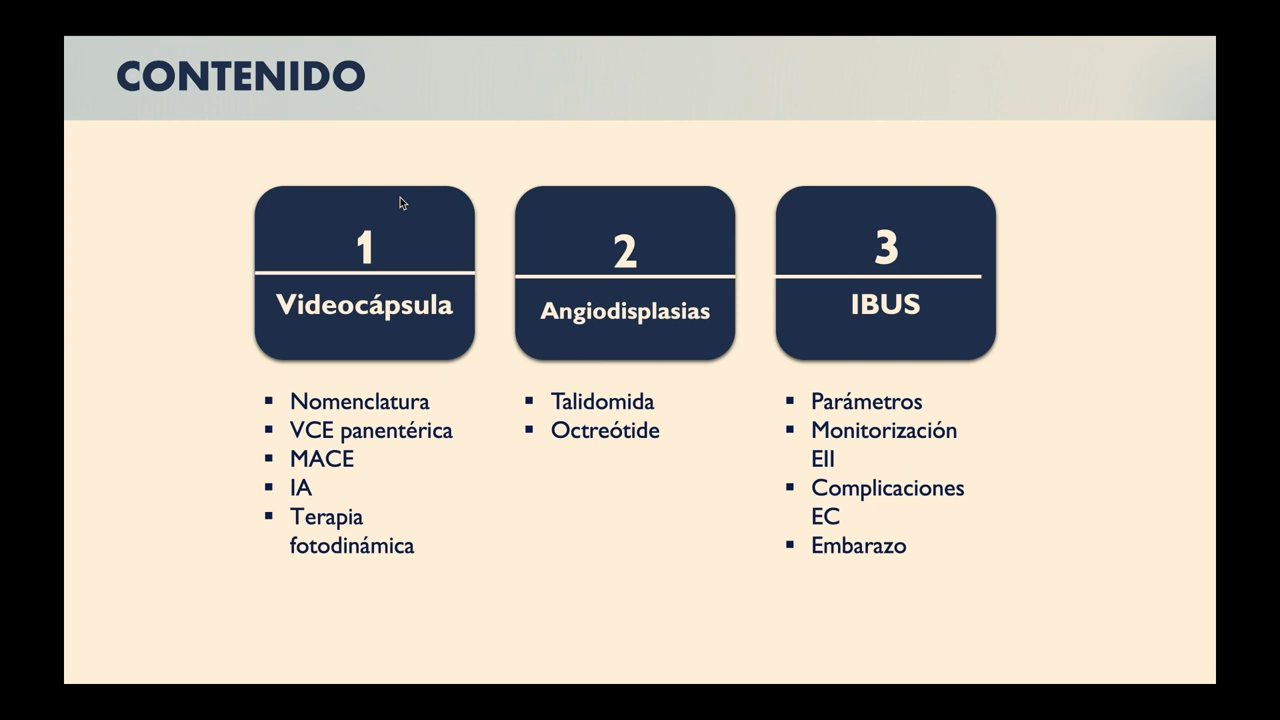 CONTENIDO
1
Videocápsula
▪ Nomenclatura
▪ VCE panentérica
▪ MACE
▪ IA
▪ Terapia
fotodinámica
2
Angiodisplasias
▪ Talidomida
▪ Octreótide
3
IBUS
▪ Parámetros
▪ Monitorización
EII
▪ Complicaciones
EC
▪ Embarazo